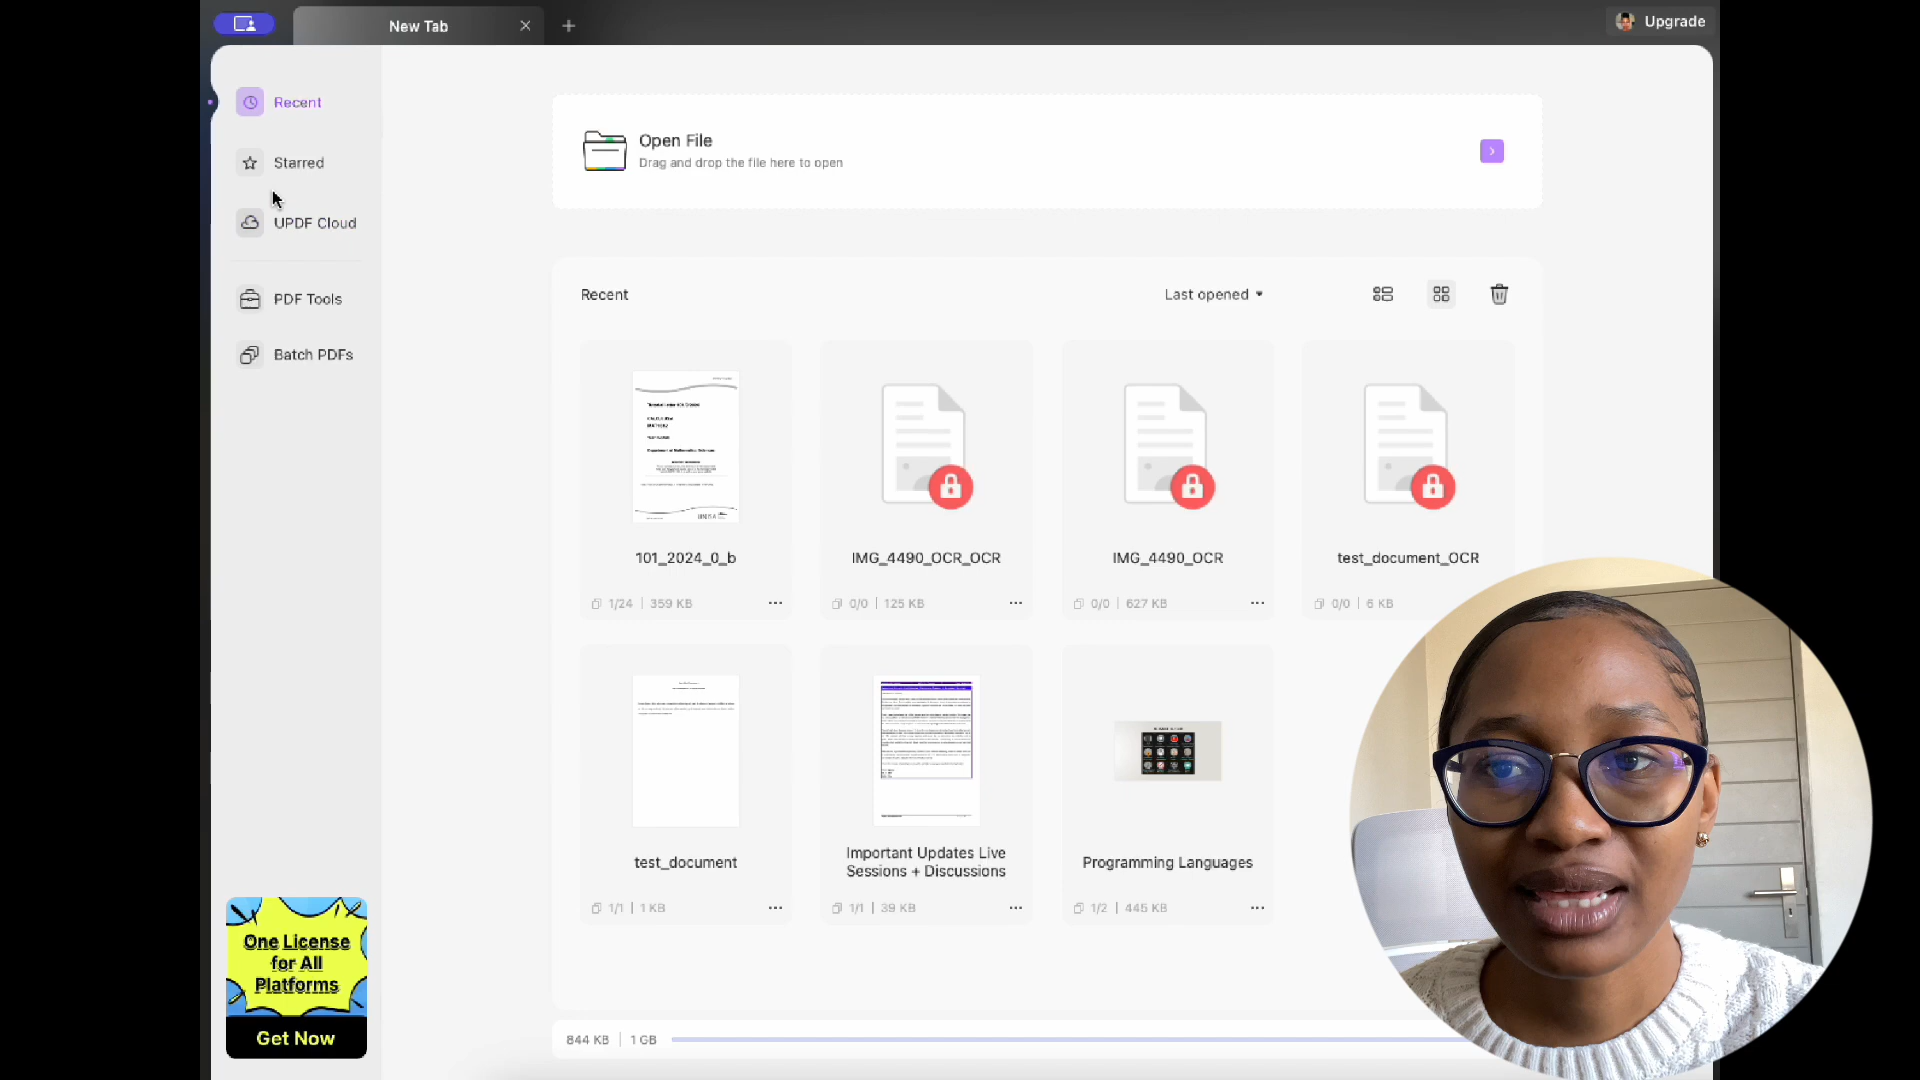 New Tab
Upgrade
Recent
Starred
UPDF Cloud
PDF Tools
Batch PDFs
One License
for All
Platforms
Get Now
Open File
Drag and drop the file here to open
Recent
Last opened
101_2024_0_b
1/24 | 359 KB
IMG_4490_OCR_OCR
0/0 | 125 KB
IMG_4490_OCR
0/0 | 627 KB
test_document_OCR
0/0 | 6 KB
test_document
1/1 | 1 KB
Important Updates Live
Sessions + Discussions
1/1 | 39 KB
Programming Languages
1/2 | 445 KB
844 KB | 1 GB